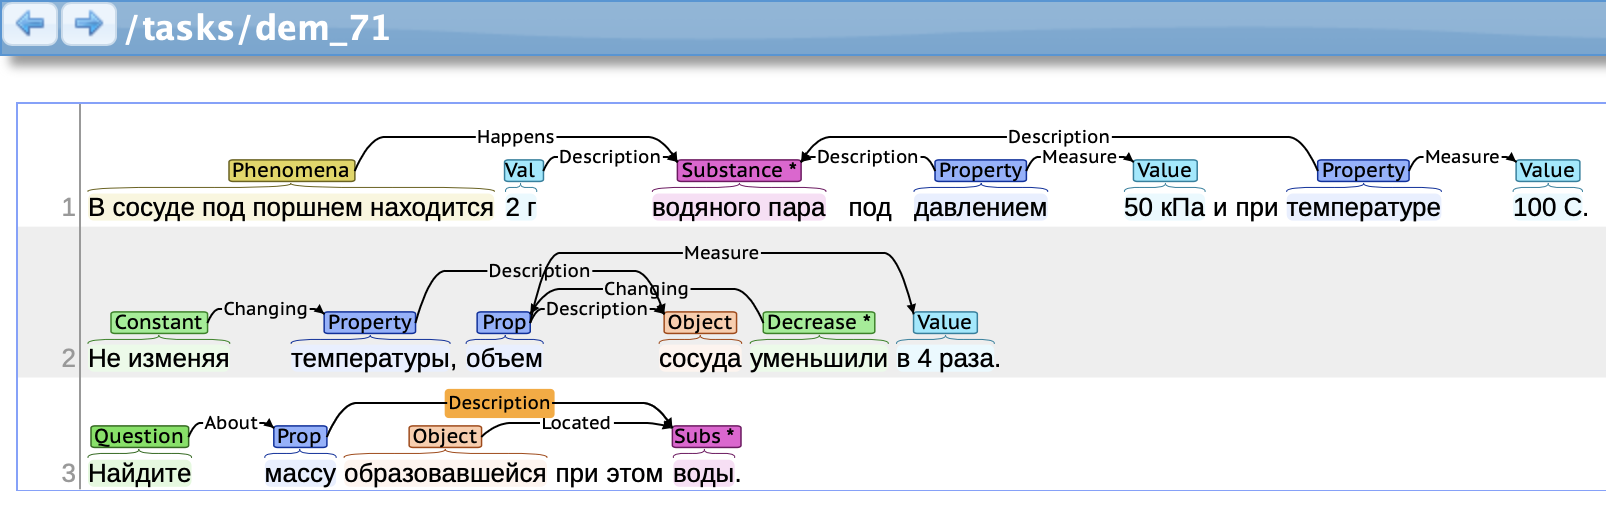 /tasks/dem_71
Happens Description
Phenomena Val Description Substance * Description Property Measure Value Property Measure Value
1 В сосуде под поршнем находится 2 г водяного пара под давлением 50 кПа и при температуре 100 С.
Measure
Description
Changing
Constant Changing Property Prop Description Object Decrease * Value
2 Не изменяя температуры, объем сосуда уменьшили в 4 раза.
Description
Question About Prop Object Located Subs *
3 Найдите массу образовавшейся при этом воды.